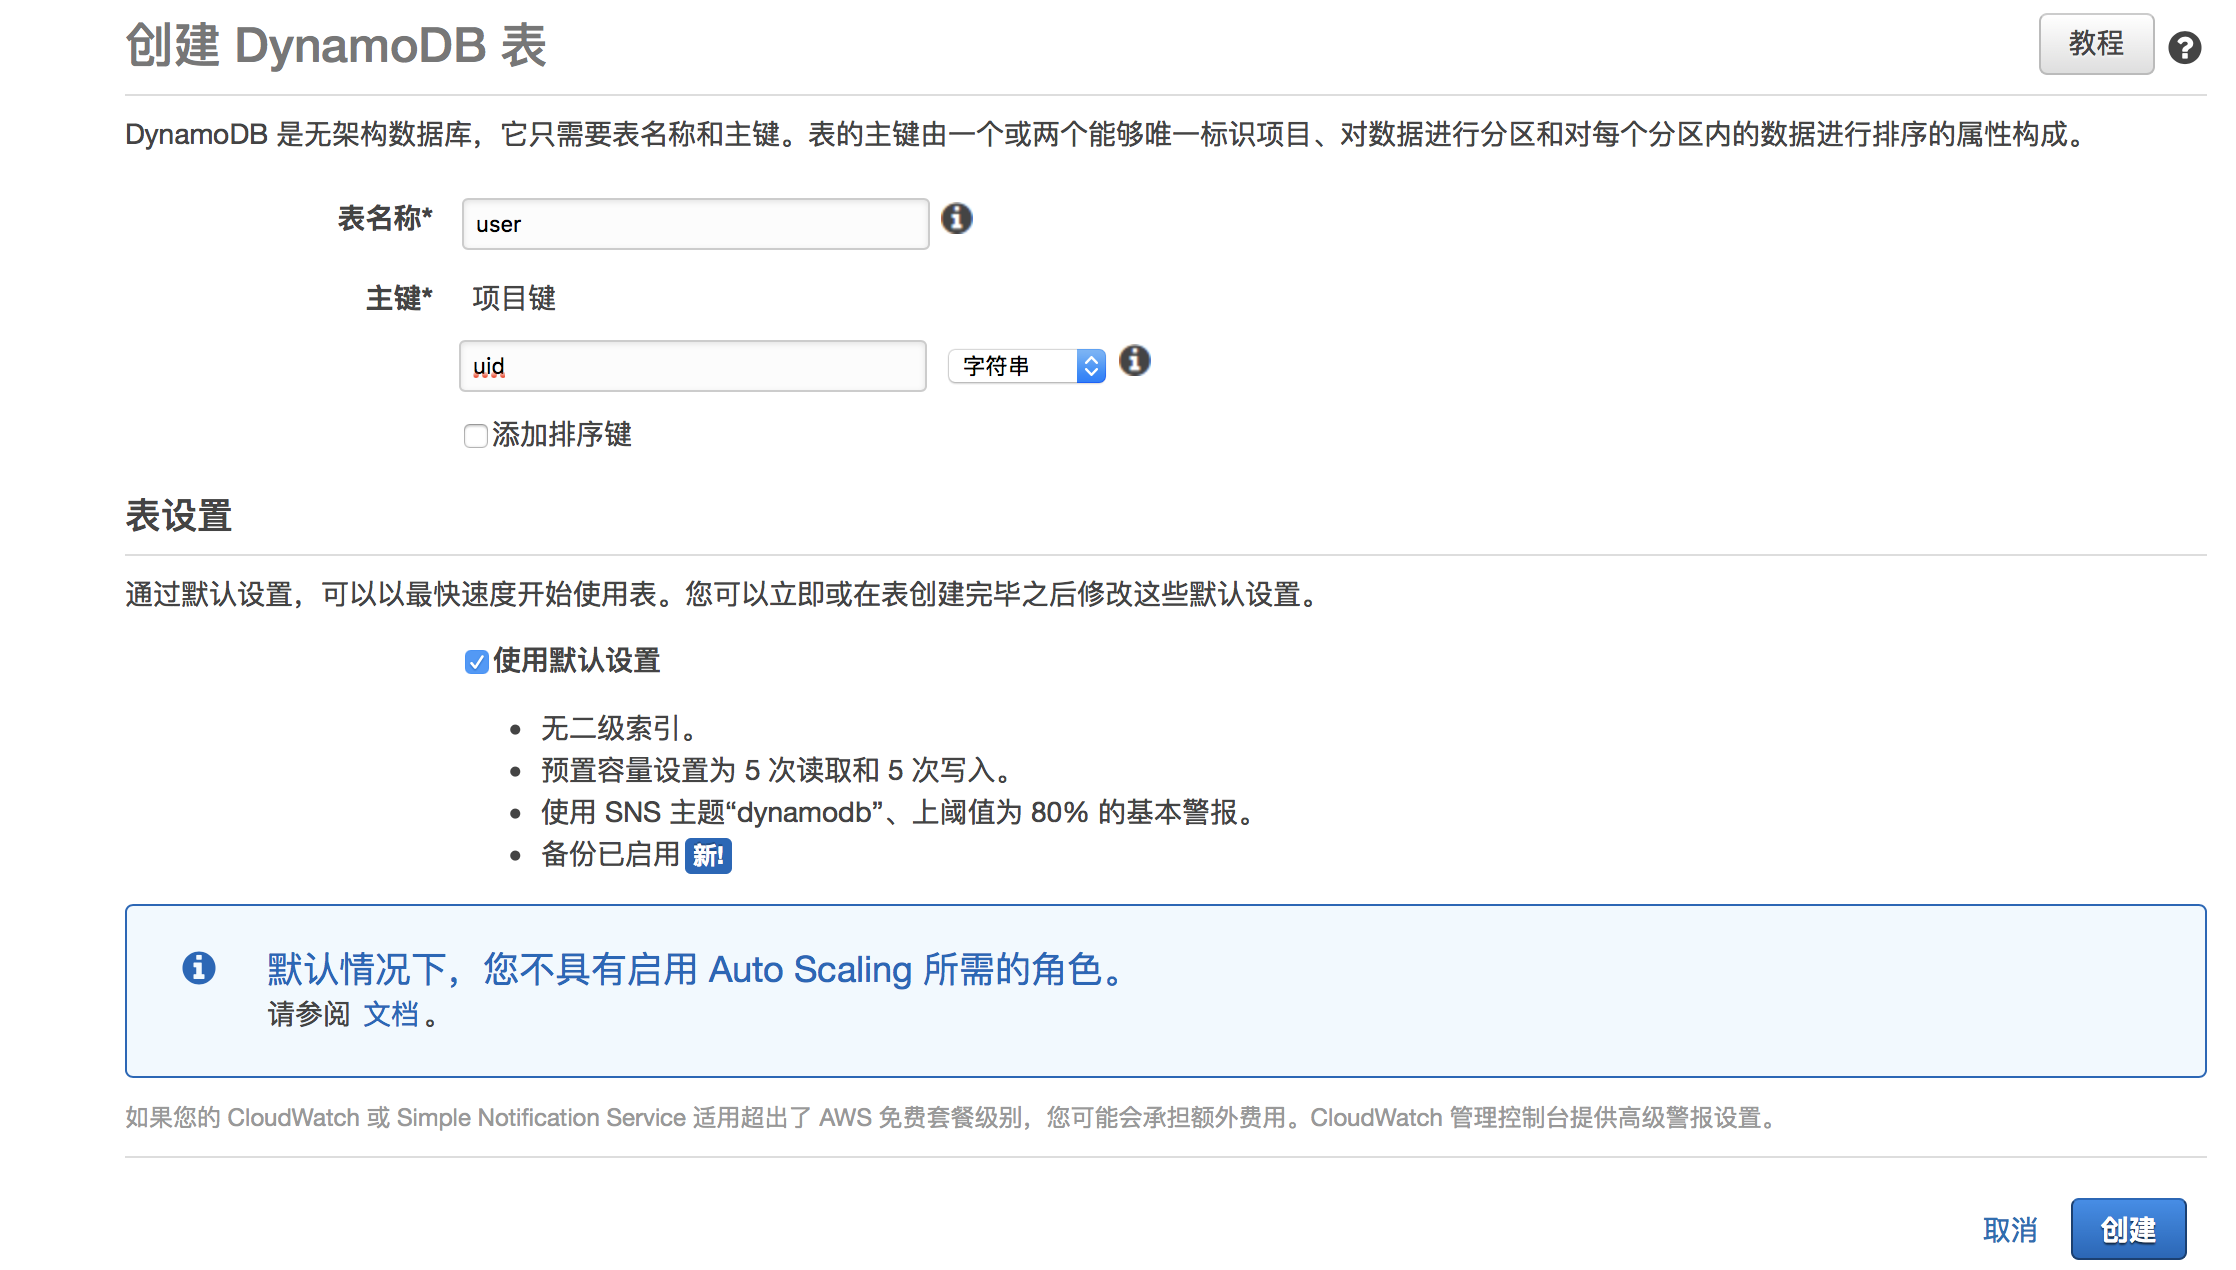 创建 DynamoDB 表
教程
DynamoDB 是无架构数据库，它只需要表名称和主键。表的主键由一个或两个能够唯一标识项目、对数据进行分区和对每个分区内的数据进行排序的属性构成。
表名称* user
主键* 项目键
uid 字符串
添加排序键
表设置
通过默认设置，可以以最快速度开始使用表。您可以立即或在表创建完毕之后修改这些默认设置。
使用默认设置
• 无二级索引。
• 预置容量设置为 5 次读取和 5 次写入。
• 使用 SNS 主题“dynamodb”、上阈值为 80% 的基本警报。
• 备份已启用 新!
默认情况下，您不具有启用 Auto Scaling 所需的角色。
请参阅 文档。
如果您的 CloudWatch 或 Simple Notification Service 适用超出了 AWS 免费套餐级别，您可能会承担额外费用。CloudWatch 管理控制台提供高级警报设置。
取消 创建